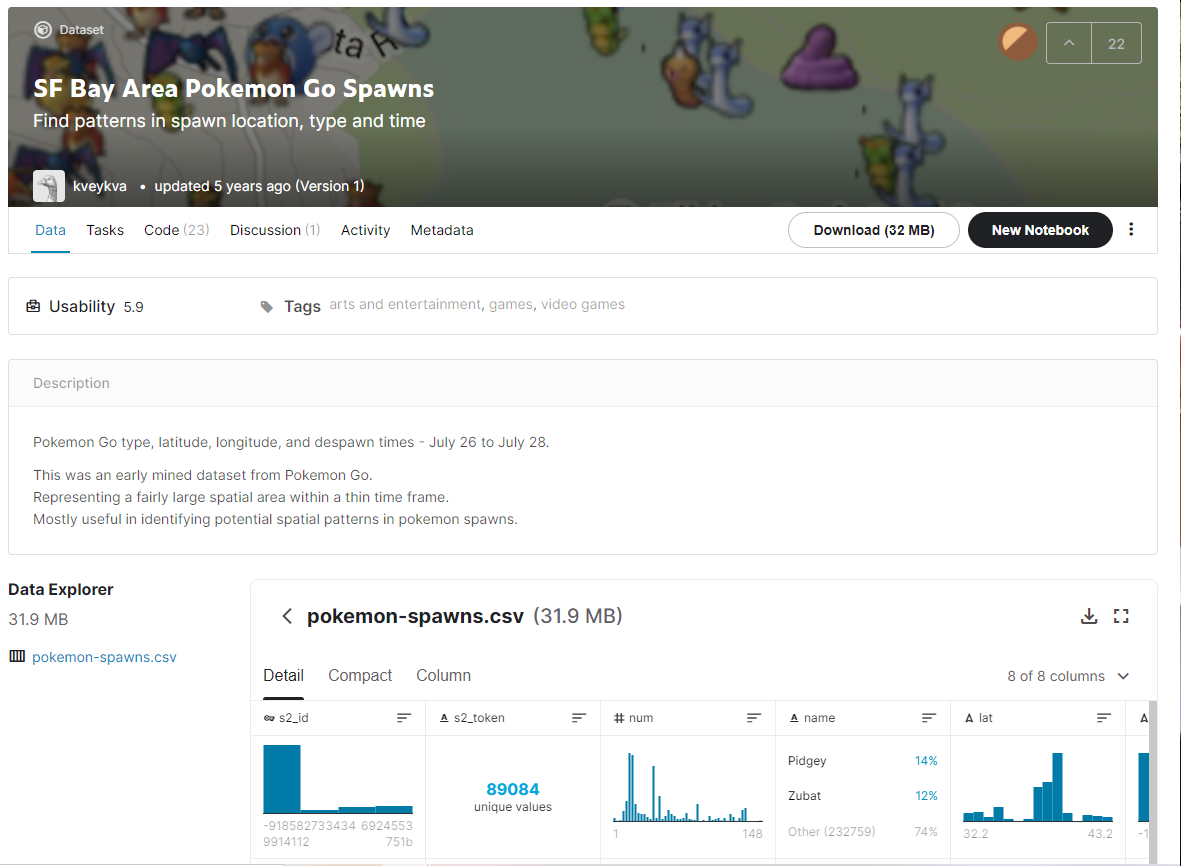 Dataset
ta R
22
SF Bay Area Pokemon Go Spawns
Find patterns in spawn location, type and time
kveykva • updated 5 years ago (Version 1)
Data Tasks Code (23) Discussion (1) Activity Metadata Download (32 MB) New Notebook
Usability 5.9 Tags arts and entertainment, games, video games
Description
Pokemon Go type, latitude, longitude, and despawn times - July 26 to July 28.
This was an early mined dataset from Pokemon Go.
Representing a fairly large spatial area within a thin time frame.
Mostly useful in identifying potential spatial patterns in pokemon spawns.
Data Explorer
31.9 MB
pokemon-spawns.csv
pokemon-spawns.csv (31.9 MB)
Detail Compact Column 8 of 8 columns
s2_id A s2_token # num A name A lat A
89084
unique values
Pidgey 14%
Zubat 12%
Other (232759) 74%
-918582733434 6924553
9914112 751b
1 148
32.2 43.2
-1